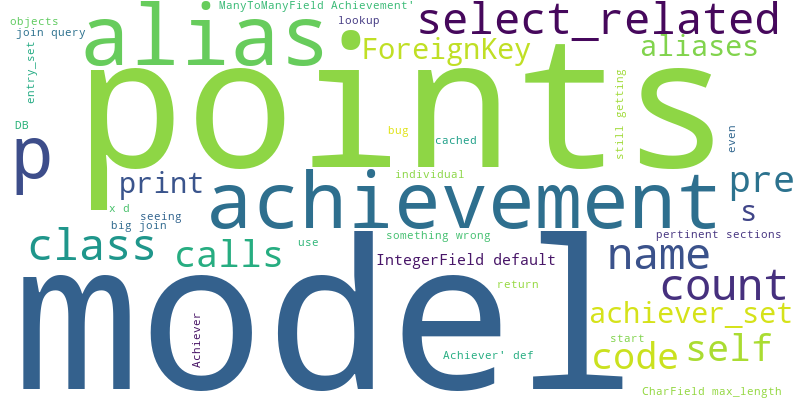 ManyToManyField Achievement'
objects
lookup
select_related
join query
alias
ForeignKey
aliases
entry_set
points
still getting
DB
p
bug
cached
even
individual
print
achievement
pre
x d
seeing
s
big join
class
calls
use
something wrong
pertinent sections
name
IntegerField default
model
return
count
achiever_set
Achiever
start
code
self
Achiever' def
CharField max_length